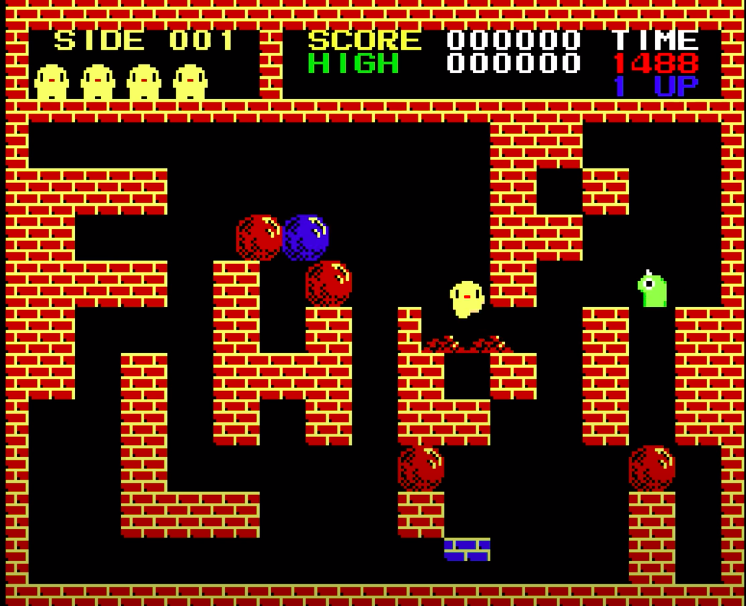 SIDE 001
SCORE 000000 TIME
HIGH 000000 1488
1 UP